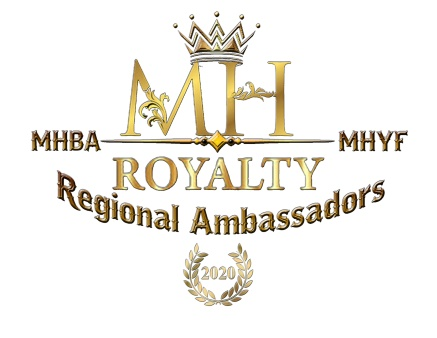 MH
MHBA MHYF
ROYALTY
Regional Ambassadors
2020